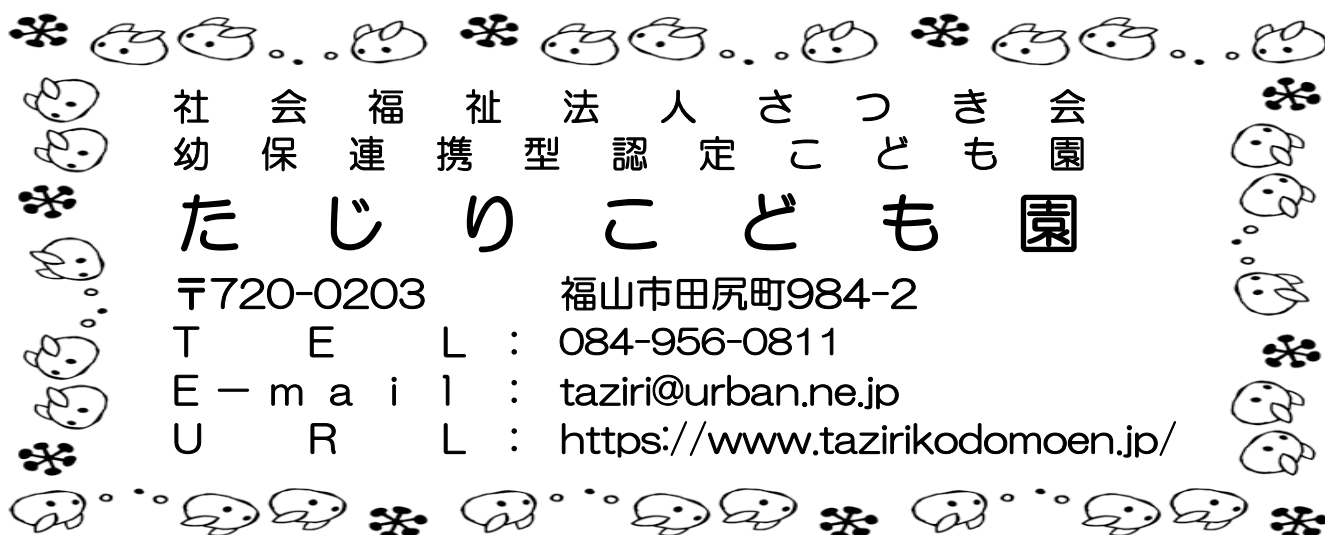 社会福祉法人さつき会
幼保連携型認定こども園
たじりこども園
〒720-0203 福山市田尻町984-2
TEL:084-956-0811
E-mail:taziri@urban.ne.jp
URL:https://www.tazirikodomoen.jp/